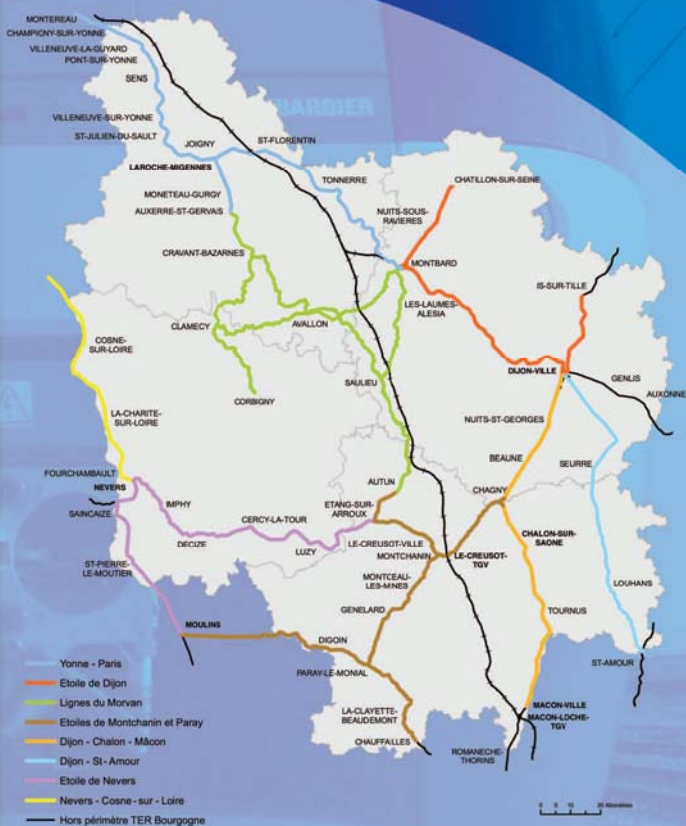 MONTEREAU
CHAMPIGNY-SUR-YONNE
VILLENEUVE-LA-GUYARD
PONT-SUR-YONNE
SENS
BARDIER
VILLENEUVE-SUR-YONNE
ST-JULIEN-DU-SAULT
JOIGNY
ST-FLORENTIN
LAROCHE-MIGENNES
TONNERRE
CHATILLON-SUR-SEINE
MONETEAU-GURGY
AUXERRE-ST-GERVAIS
NUITS-SOUS-
RAVIERES
CRAVANT-BAZARNES
MONTBARD
IS-SUR-TILLE
LES-LAUMES-
ALESIA
CLAMECY
AVALLON
COSNE-
SUR-LOIRE
DIJON-VILLE
GENLIS
AUXONNE
SAULIEU
CORBIGNY
LA-CHARITE-
SUR-LOIRE
NUITS-ST-GEORGES
BEAUNE
SEURRE
FOURCHAMBAULT
NEVERS
AUTUN
CHAGNY
IMPHY
ETANG-SUR-
ARROUX
SAINCAIZE
CERCY-LA-TOUR
DECIZE
LUZY
LE-CREUSOT-VILLE
MONTCHANIN
LE-CREUSOT-
TGV
CHALON-SUR-
SAONE
ST-PIERRE-
LE-MOUTIER
MONTCEAU-
LES-MINES
LOUHANS
GENELARD
TOURNUS
MOULINS
DIGOIN
PARAY-LE-MONIAL
ST-AMOUR
LA-CLAYETTE-
BEAUDEMONT
CHAUFFAILLES
MACON-VILLE
MACON-LOCHE-
TGV
ROMANECHE-
THORINS
Yonne - Paris
Etoile de Dijon
Lignes du Morvan
Etoiles de Montchanin et Paray
Dijon - Chalon - Mâcon
Dijon - St - Amour
Etoile de Nevers
Nevers - Cosne - sur - Loire
Hors périmètre TER Bourgogne
0 5 10 20 Kilomètres